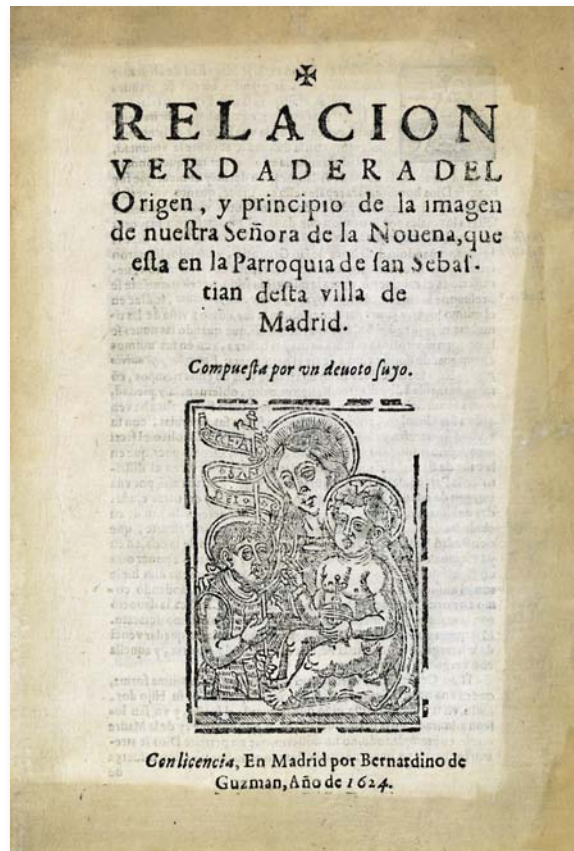 ✠
RELACION
VERDADERA DEL
Origen, y principio de la imagen
de nueſtra Señora de la Nouena, que
eſta en la Parroquia de ſan Sebaſ-
tian deſta villa de
Madrid.
Compueſta por vn deuoto ſuyo.
Con licencia, En Madrid por Bernardino de
Guzman, Año de 1624.